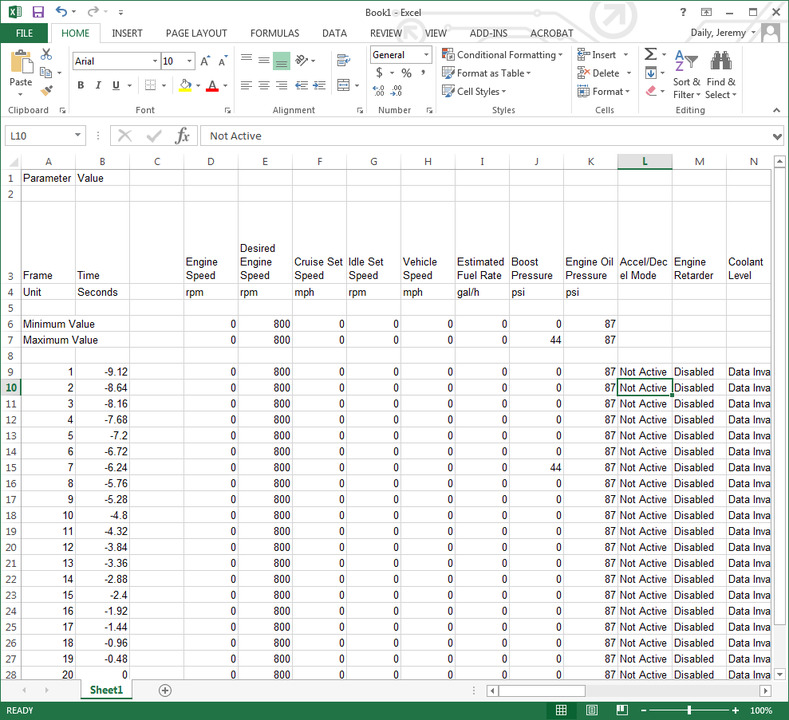 Book1 - Excel
FILE HOME INSERT PAGE LAYOUT FORMULAS DATA REVIEW VIEW ADD-INS ACROBAT Daily, Jeremy
Paste Arial 10 General Conditional Formatting Insert
$ % , Format as Table Delete Sort & Find &
B I U A Cell Styles Format Filter Select
Clipboard Font Alignment Number Styles Cells Editing
L10 fx Not Active
A B C D E F G H I J K L M N
1 Parameter Value
2
Desired
Engine Engine Cruise Set Idle Set Vehicle Estimated Boost Engine Oil Accel/Dec Engine Coolant
3 Frame Time Speed Speed Speed Speed Speed Fuel Rate Pressure Pressure el Mode Retarder Level
4 Unit Seconds rpm rpm mph rpm mph gal/h psi psi
5
6 Minimum Value 0 800 0 0 0 0 0 87
7 Maximum Value 0 800 0 0 0 0 44 87
8
9 1 -9.12 0 800 0 0 0 0 0 87 Not Active Disabled Data Inva
10 2 -8.64 0 800 0 0 0 0 0 87 Not Active Disabled Data Inva
11 3 -8.16 0 800 0 0 0 0 0 87 Not Active Disabled Data Inva
12 4 -7.68 0 800 0 0 0 0 0 87 Not Active Disabled Data Inva
13 5 -7.2 0 800 0 0 0 0 0 87 Not Active Disabled Data Inva
14 6 -6.72 0 800 0 0 0 0 0 87 Not Active Disabled Data Inva
15 7 -6.24 0 800 0 0 0 0 44 87 Not Active Disabled Data Inva
16 8 -5.76 0 800 0 0 0 0 0 87 Not Active Disabled Data Inva
17 9 -5.28 0 800 0 0 0 0 0 87 Not Active Disabled Data Inva
18 10 -4.8 0 800 0 0 0 0 0 87 Not Active Disabled Data Inva
19 11 -4.32 0 800 0 0 0 0 0 87 Not Active Disabled Data Inva
20 12 -3.84 0 800 0 0 0 0 0 87 Not Active Disabled Data Inva
21 13 -3.36 0 800 0 0 0 0 0 87 Not Active Disabled Data Inva
22 14 -2.88 0 800 0 0 0 0 0 87 Not Active Disabled Data Inva
23 15 -2.4 0 800 0 0 0 0 0 87 Not Active Disabled Data Inva
24 16 -1.92 0 800 0 0 0 0 0 87 Not Active Disabled Data Inva
25 17 -1.44 0 800 0 0 0 0 0 87 Not Active Disabled Data Inva
26 18 -0.96 0 800 0 0 0 0 0 87 Not Active Disabled Data Inva
27 19 -0.48 0 800 0 0 0 0 0 87 Not Active Disabled Data Inva
28 20 0 0 800 0 0 0 0 0 87 Not Active Disabled Data Inva
Sheet1
READY 100%